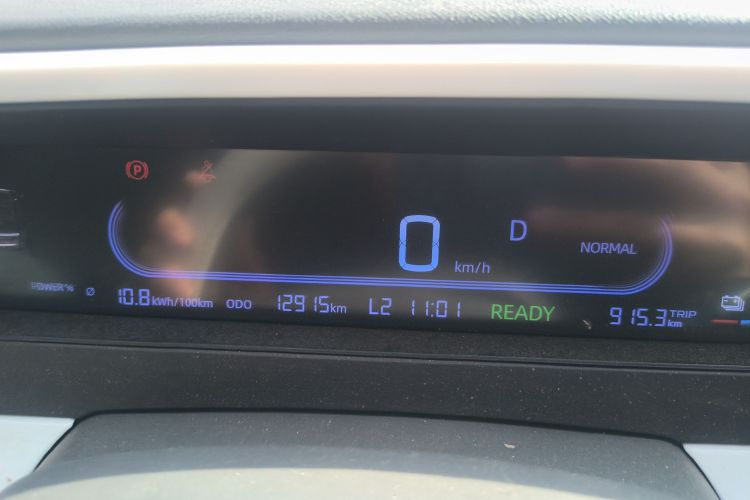 P
0 km/h D NORMAL
POWER% Ø 10.8 kWh/100km ODO 12915 km L2 11:01 READY 915.3 TRIP km